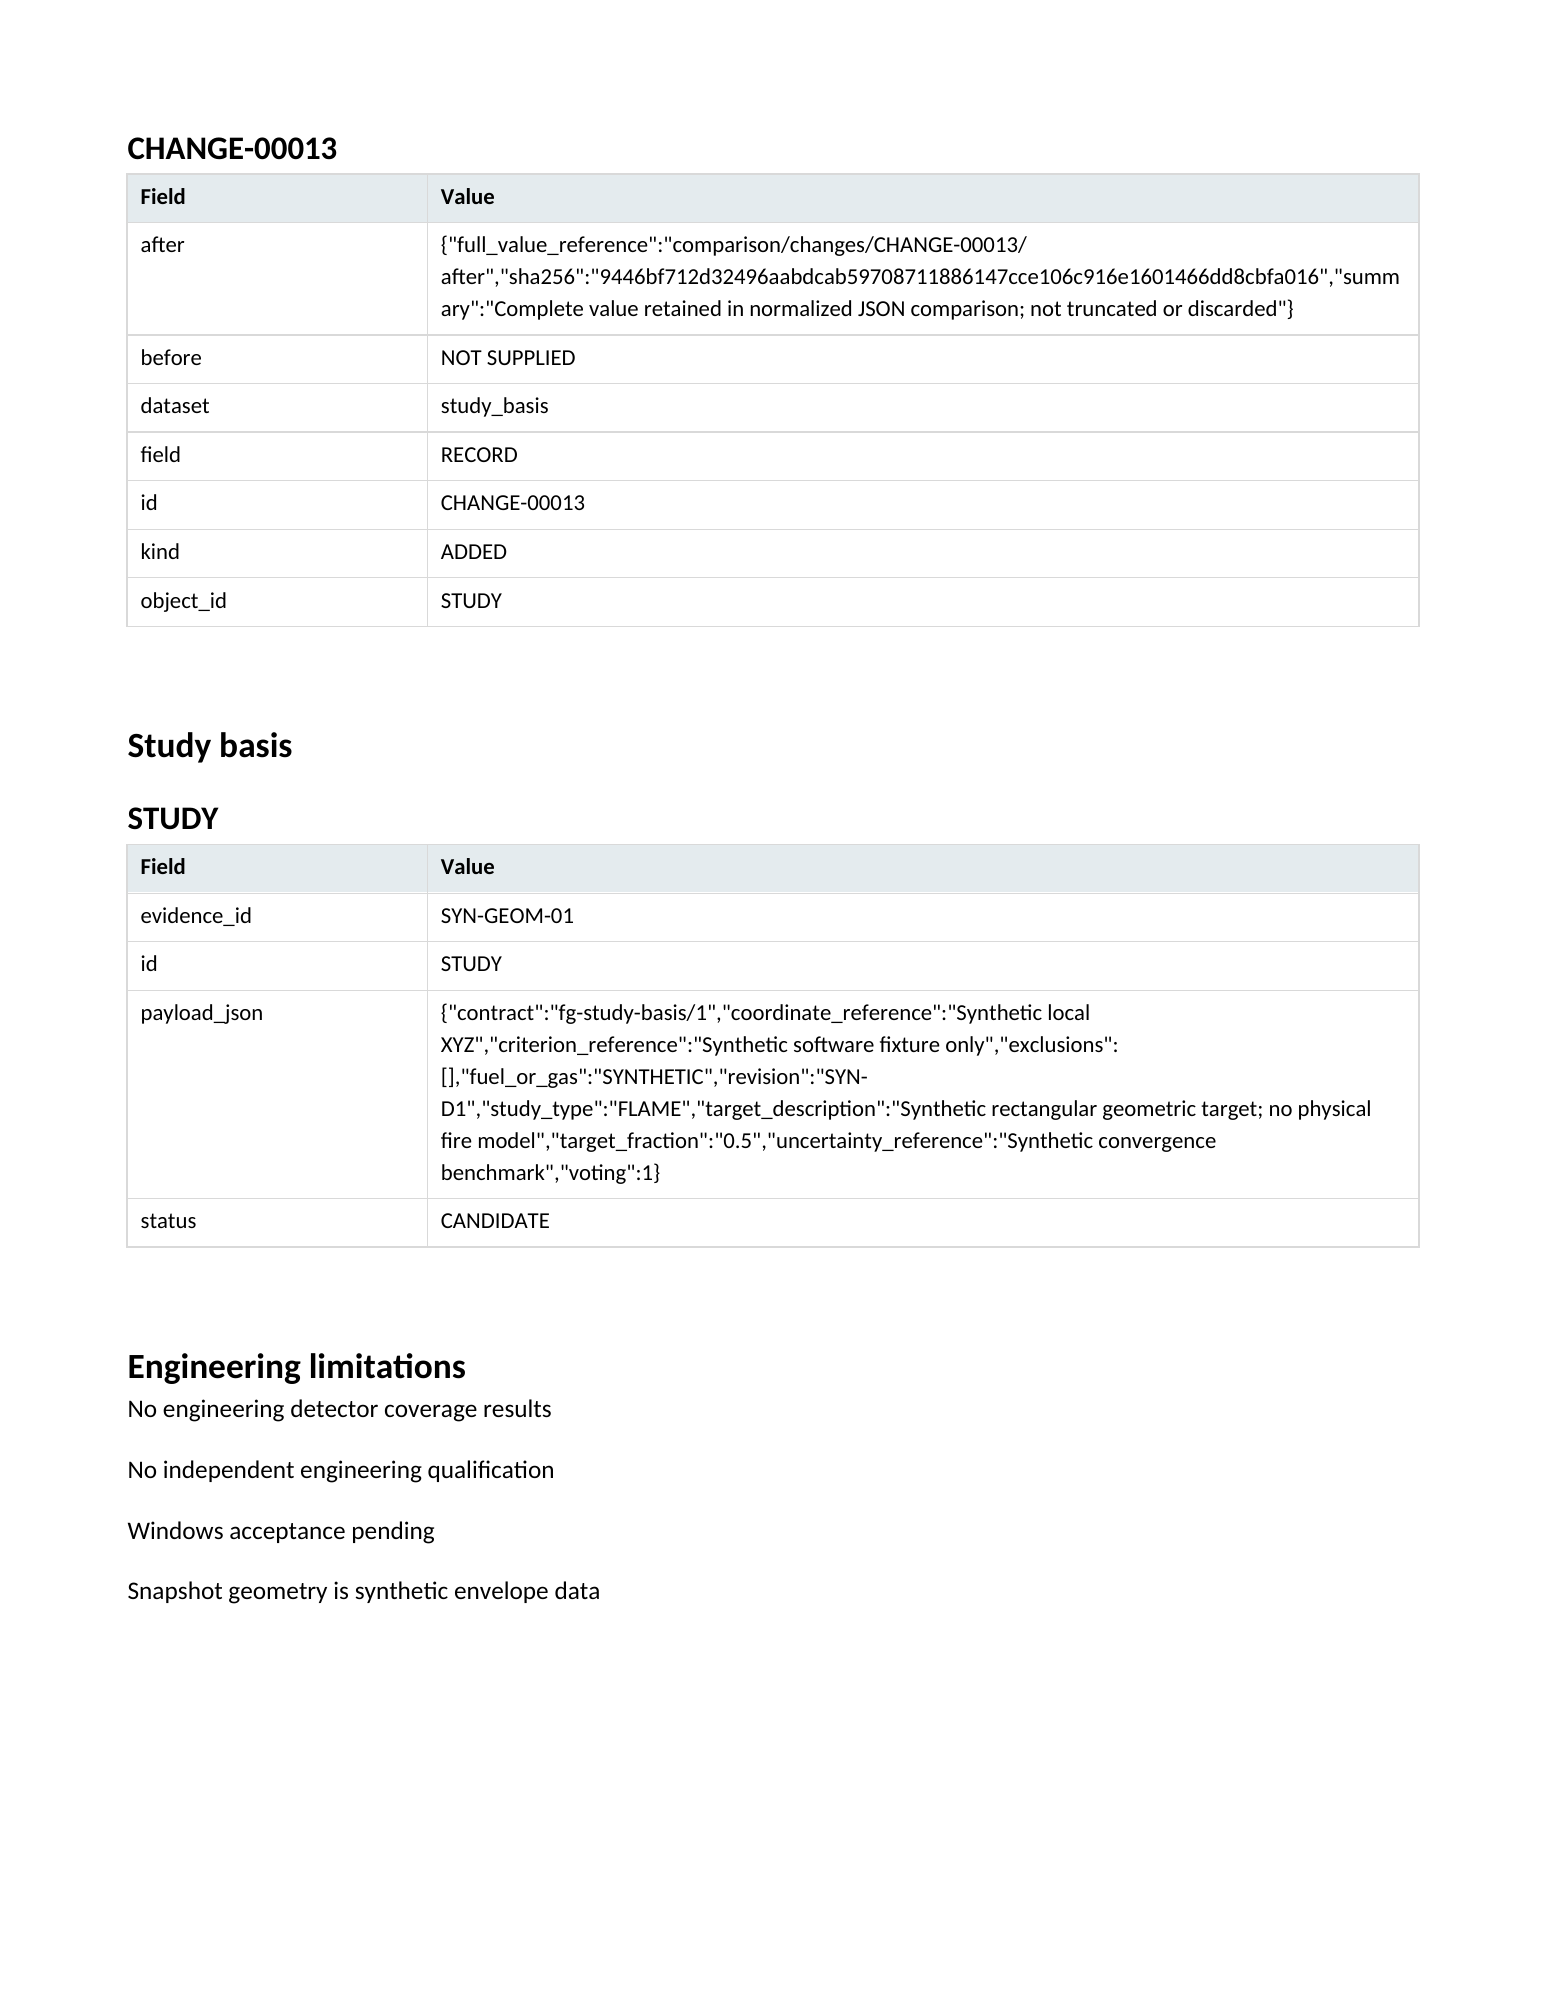 CHANGE-00013
Field Value
after {"full_value_reference":"comparison/changes/CHANGE-00013/
after","sha256":"9446bf712d32496aabdcab59708711886147cce106c916e1601466dd8cbfa016","summ
ary":"Complete value retained in normalized JSON comparison; not truncated or discarded"}
before NOT SUPPLIED
dataset study_basis
field RECORD
id CHANGE-00013
kind ADDED
object_id STUDY
Study basis
STUDY
Field Value
evidence_id SYN-GEOM-01
id STUDY
payload_json {"contract":"fg-study-basis/1","coordinate_reference":"Synthetic local
XYZ","criterion_reference":"Synthetic software fixture only","exclusions":
[],"fuel_or_gas":"SYNTHETIC","revision":"SYN-
D1","study_type":"FLAME","target_description":"Synthetic rectangular geometric target; no physical
fire model","target_fraction":"0.5","uncertainty_reference":"Synthetic convergence
benchmark","voting":1}
status CANDIDATE
Engineering limitations
No engineering detector coverage results
No independent engineering qualification
Windows acceptance pending
Snapshot geometry is synthetic envelope data